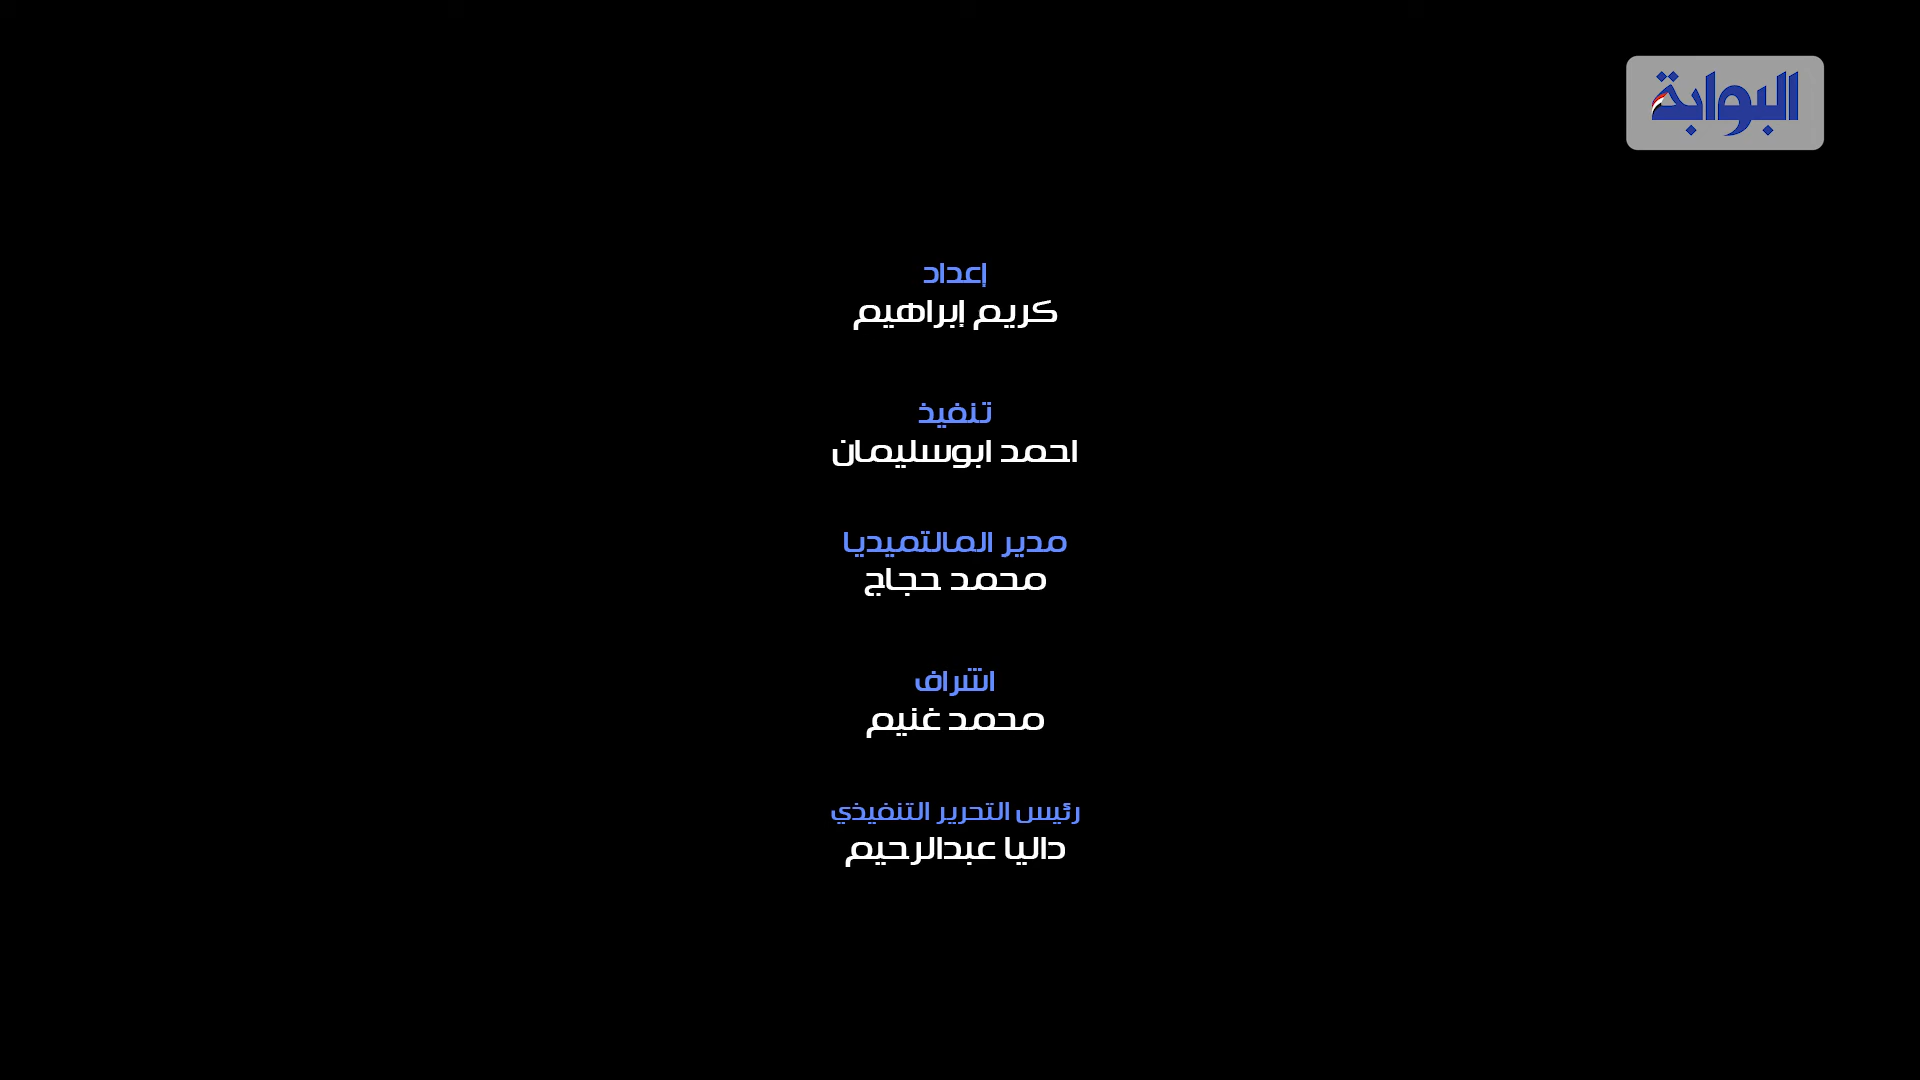 البوابة
إعداد
كريم إبراهيم
تنفيذ
احمد ابوسليمان
مدير المالتميديا
محمد حجاج
اشراف
محمد غنيم
رئيس التحرير التنفيذي
داليا عبدالرحيم